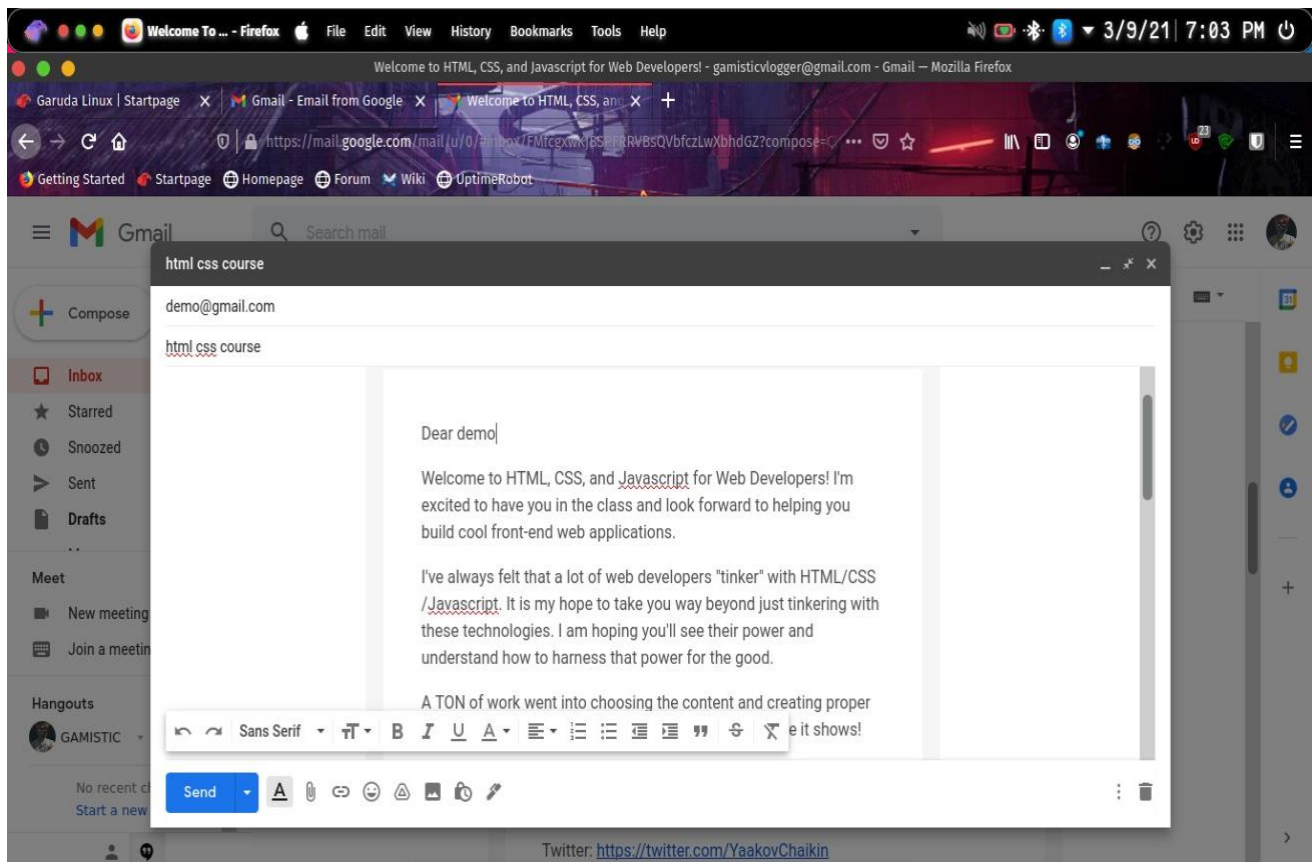 Welcome To ... - Firefox File Edit View History Bookmarks Tools Help 3/9/21 7:03 PM
Welcome to HTML, CSS, and Javascript for Web Developers! - gamisticvlogger@gmail.com - Gmail — Mozilla Firefox
Garuda Linux | Startpage Gmail - Email from Google Welcome to HTML, CSS, an
23
Getting Started Startpage Homepage Forum Wiki UptimeRobot
Gmail Search mail
html css course
demo@gmail.com
html css course
Compose
31
Inbox
Starred
Snoozed
Sent
Drafts
Meet
New meeting
Join a meetin
Hangouts
GAMISTIC
No recent c
Start a new
Dear demo
Welcome to HTML, CSS, and Javascript for Web Developers! I'm
excited to have you in the class and look forward to helping you
build cool front-end web applications.
I've always felt that a lot of web developers "tinker" with HTML/CSS
/Javascript. It is my hope to take you way beyond just tinkering with
these technologies. I am hoping you'll see their power and
understand how to harness that power for the good.
A TON of work went into choosing the content and creating proper
e it shows!
Sans Serif
Send
Twitter: https://twitter.com/YaakovChaikin